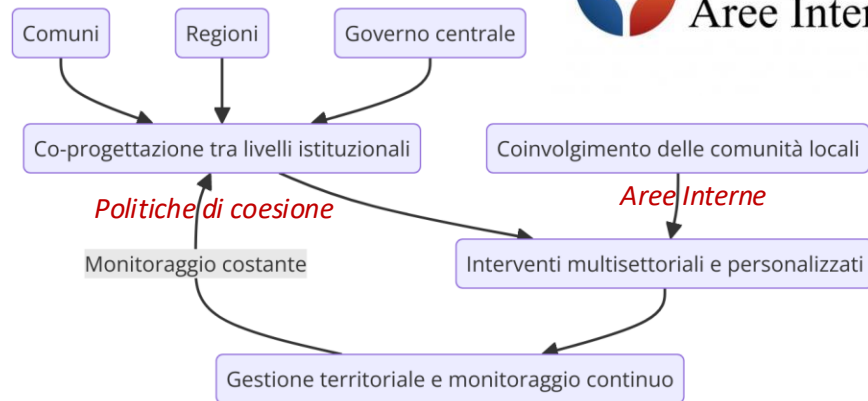 Aree Inter
Comuni
Regioni
Governo centrale
Co-progettazione tra livelli istituzionali
Coinvolgimento delle comunità locali
Politiche di coesione
Aree Interne
Monitoraggio costante
Interventi multisettoriali e personalizzati
Gestione territoriale e monitoraggio continuo